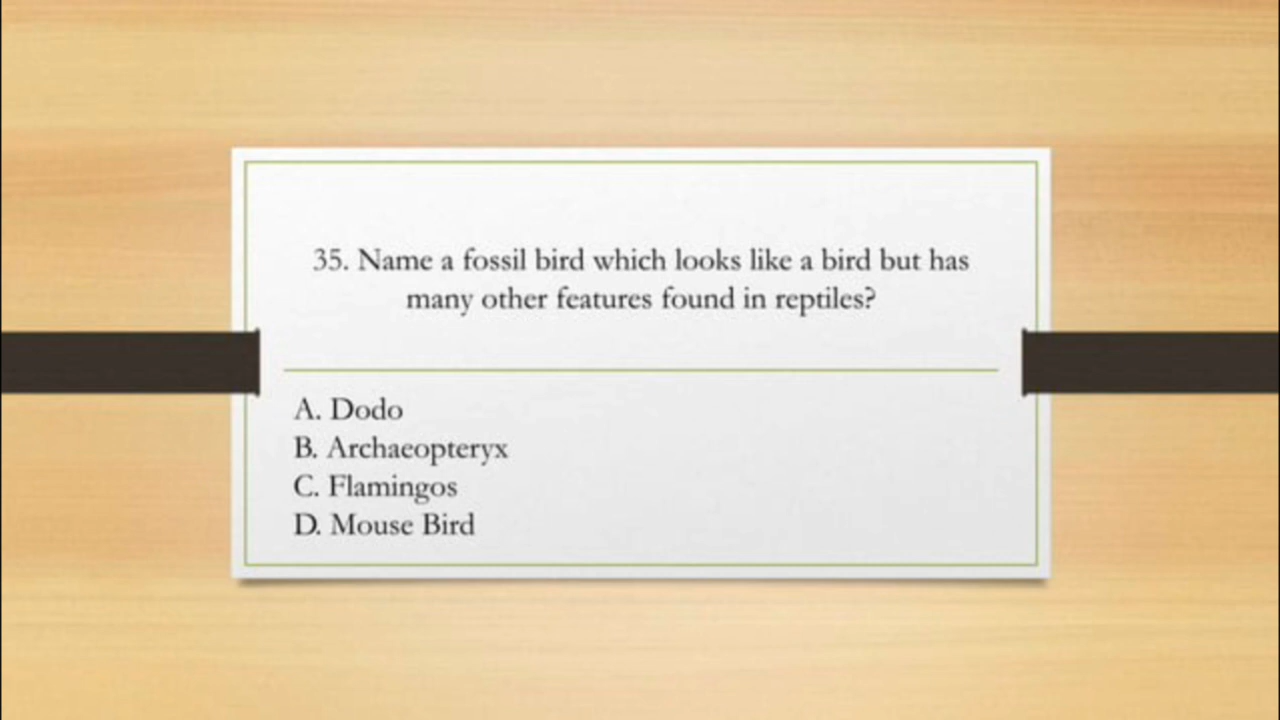 35. Name a fossil bird which looks like a bird but has
many other features found in reptiles?
A. Dodo
B. Archaeopteryx
C. Flamingos
D. Mouse Bird